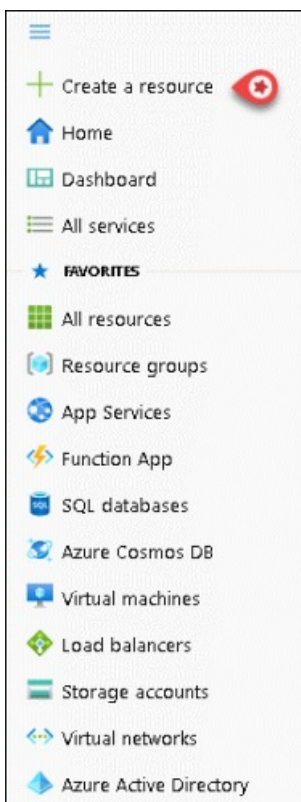 Create a resource
Home
Dashboard
All services
FAVORITES
All resources
Resource groups
App Services
Function App
SQL databases
Azure Cosmos DB
Virtual machines
Load balancers
Storage accounts
Virtual networks
Azure Active Directory